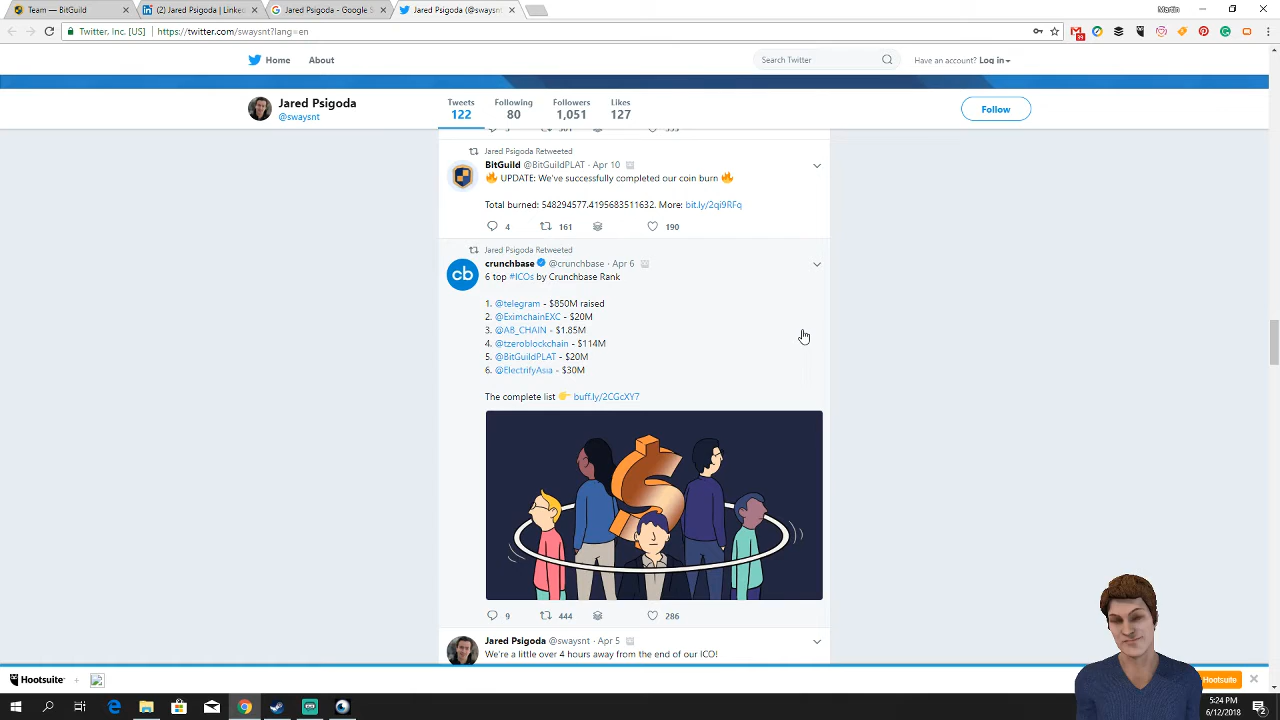 Team — BitGuild
(2) Jared Psigoda | Linke
Jared Psigoda - Google S
Jared Psigoda (@swaysn
Martin
Twitter, Inc. [US] | https://twitter.com/swaysnt?lang=en
39
Home About
Search Twitter
Have an account? Log in
Jared Psigoda
@swaysnt
Tweets Following Followers Likes
122 80 1,051 127
Follow
Jared Psigoda Retweeted
BitGuild @BitGuildPLAT · Apr 10
🔥 UPDATE: We've successfully completed our coin burn 🔥
Total burned: 548294577.4195683511632. More: bit.ly/2qi9RFq
4 161 190
Jared Psigoda Retweeted
crunchbase @crunchbase · Apr 6
cb
6 top #ICOs by Crunchbase Rank
1. @telegram - $850M raised
2. @EximchainEXC - $20M
3. @AB_CHAIN - $1.85M
4. @tzeroblockchain - $114M
5. @BitGuildPLAT - $20M
6. @ElectrifyAsia - $30M
The complete list 👉 buff.ly/2CGcXY7
9 444 286
Jared Psigoda @swaysnt · Apr 5
We're a little over 4 hours away from the end of our ICO!
Hootsuite +
Hootsuite
5:24 PM
6/12/2018
2